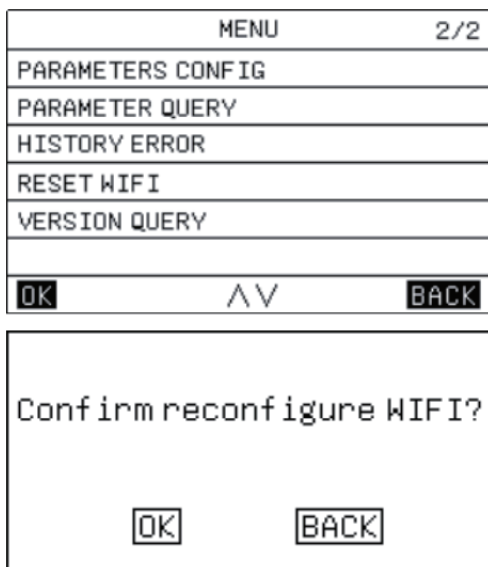 MENU 2/2
PARAMETERS CONFIG
PARAMETER QUERY
HISTORY ERROR
RESET WIFI
VERSION QUERY
OK ∧∨ BACK
Confirm reconfigure WIFI?
OK BACK